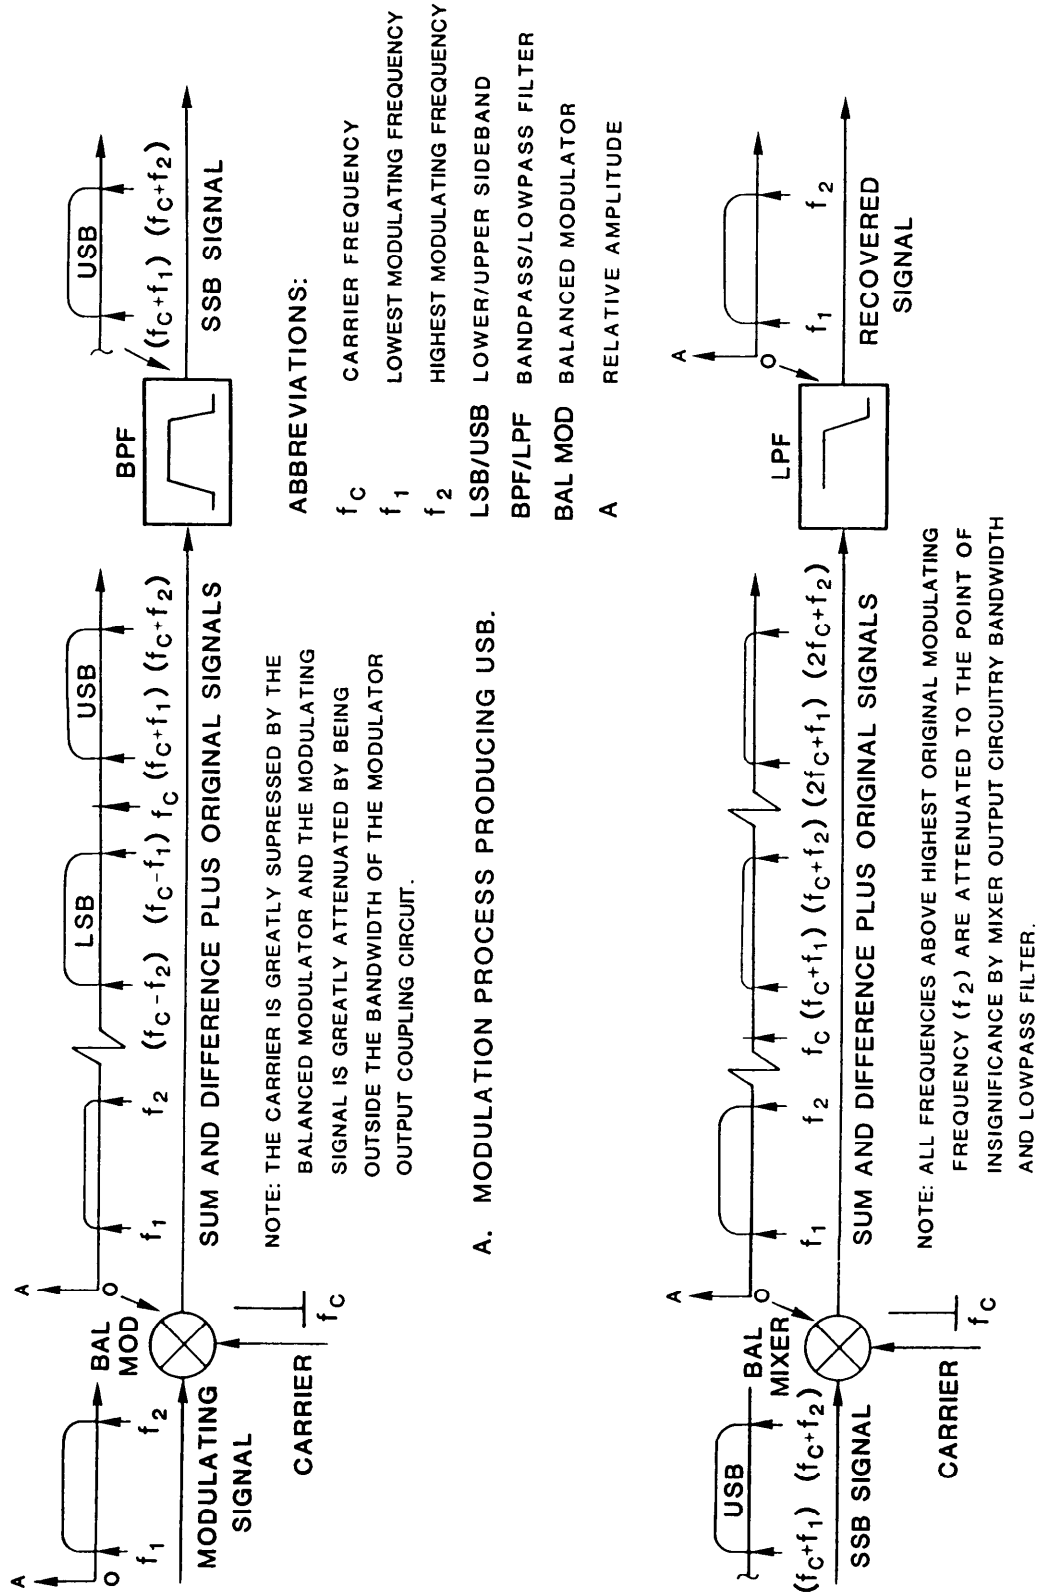 A
O
f1
f2
MODULATING
SIGNAL
BAL
MOD
CARRIER
fC
A
O
f1
f2
LSB
USB
(fC-f2) (fC-f1) fC (fC+f1) (fC+f2)
SUM AND DIFFERENCE PLUS ORIGINAL SIGNALS
BPF
USB
(fC+f1) (fC+f2)
SSB SIGNAL
NOTE: THE CARRIER IS GREATLY SUPRESSED BY THE
BALANCED MODULATOR AND THE MODULATING
SIGNAL IS GREATLY ATTENUATED BY BEING
OUTSIDE THE BANDWIDTH OF THE MODULATOR
OUTPUT COUPLING CIRCUIT.
ABBREVIATIONS:
fC CARRIER FREQUENCY
f1 LOWEST MODULATING FREQUENCY
f2 HIGHEST MODULATING FREQUENCY
LSB/USB LOWER/UPPER SIDEBAND
BPF/LPF BANDPASS/LOWPASS FILTER
BAL MOD BALANCED MODULATOR
A RELATIVE AMPLITUDE
A. MODULATION PROCESS PRODUCING USB.
USB
(fC+f1) (fC+f2)
SSB SIGNAL
BAL
MIXER
CARRIER
fC
A
O
f1
f2
fC (fC+f1) (fC+f2) (2fC+f1) (2fC+f2)
SUM AND DIFFERENCE PLUS ORIGINAL SIGNALS
LPF
A
O
f1
f2
RECOVERED
SIGNAL
NOTE: ALL FREQUENCIES ABOVE HIGHEST ORIGINAL MODULATING
FREQUENCY (f2) ARE ATTENUATED TO THE POINT OF
INSIGNIFICANCE BY MIXER OUTPUT CIRCUITRY BANDWIDTH
AND LOWPASS FILTER.